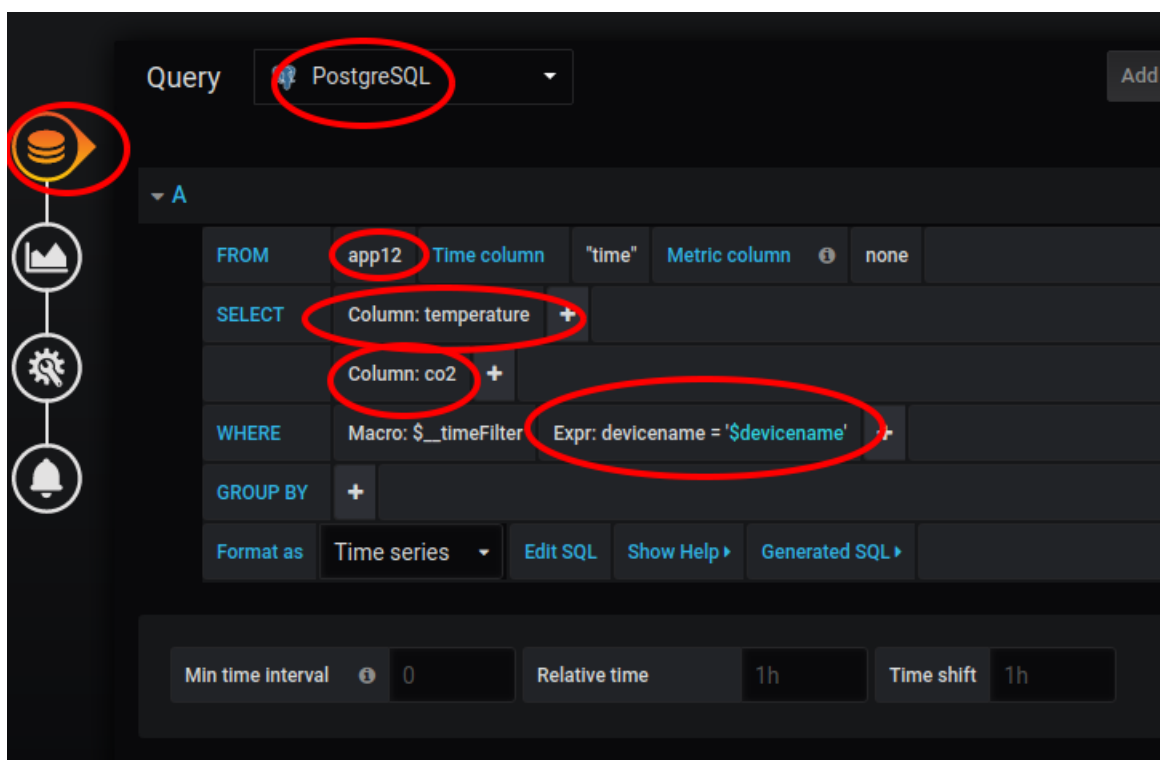 Query PostgreSQL Add
A
FROM app12 Time column "time" Metric column none
SELECT Column: temperature +
Column: co2 +
WHERE Macro: $__timeFilter Expr: devicename = '$devicename' +
GROUP BY +
Format as Time series Edit SQL Show Help Generated SQL
Min time interval 0 Relative time 1h Time shift 1h